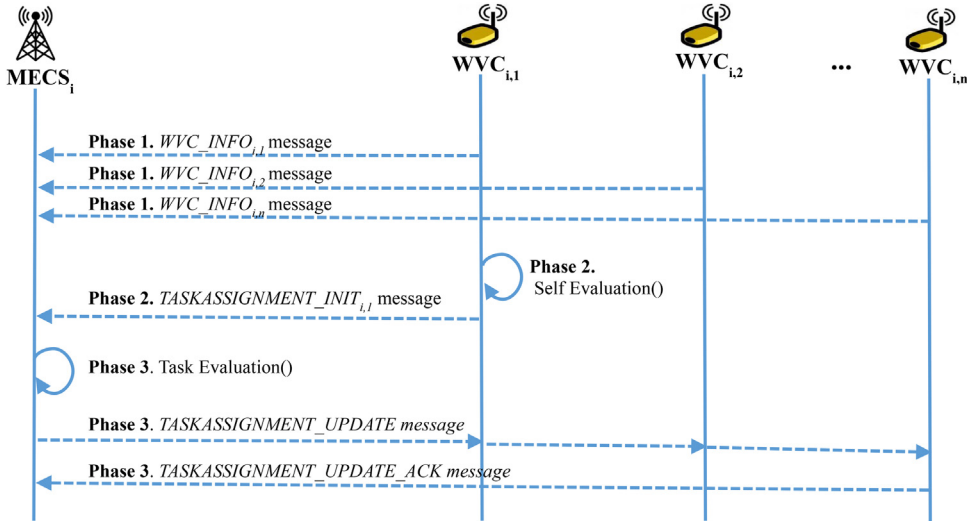 MECSi
WVCi,1
WVCi,2
...
WVCi,n
Phase 1. WVC_INFOi,1 message
Phase 1. WVC_INFOi,2 message
Phase 1. WVC_INFOi,n message
Phase 2.
Self Evaluation()
Phase 2. TASKASSIGNMENT_INITi,1 message
Phase 3. Task Evaluation()
Phase 3. TASKASSIGNMENT_UPDATE message
Phase 3. TASKASSIGNMENT_UPDATE_ACK message